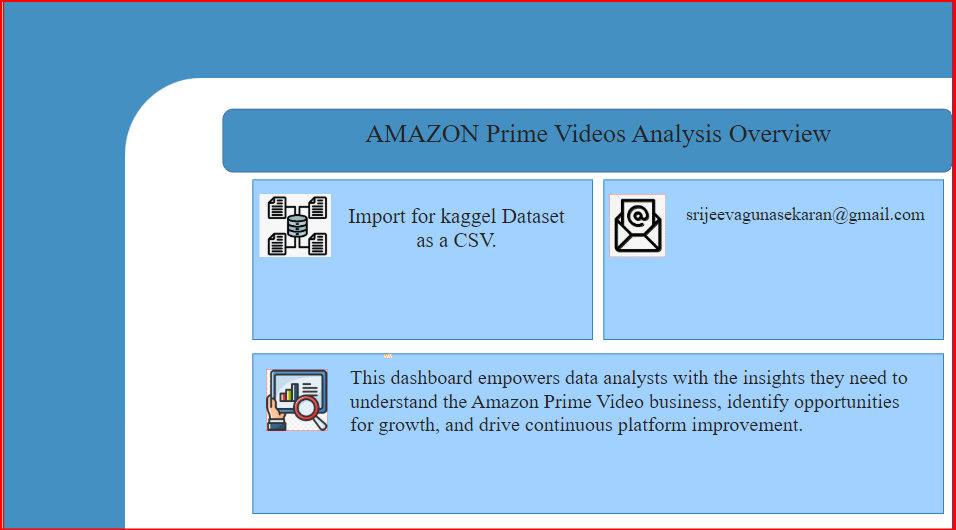 AMAZON Prime Videos Analysis Overview
Import for kaggel Dataset
as a CSV.
srijeevagunasekaran@gmail.com
This dashboard empowers data analysts with the insights they need to
understand the Amazon Prime Video business, identify opportunities
for growth, and drive continuous platform improvement.